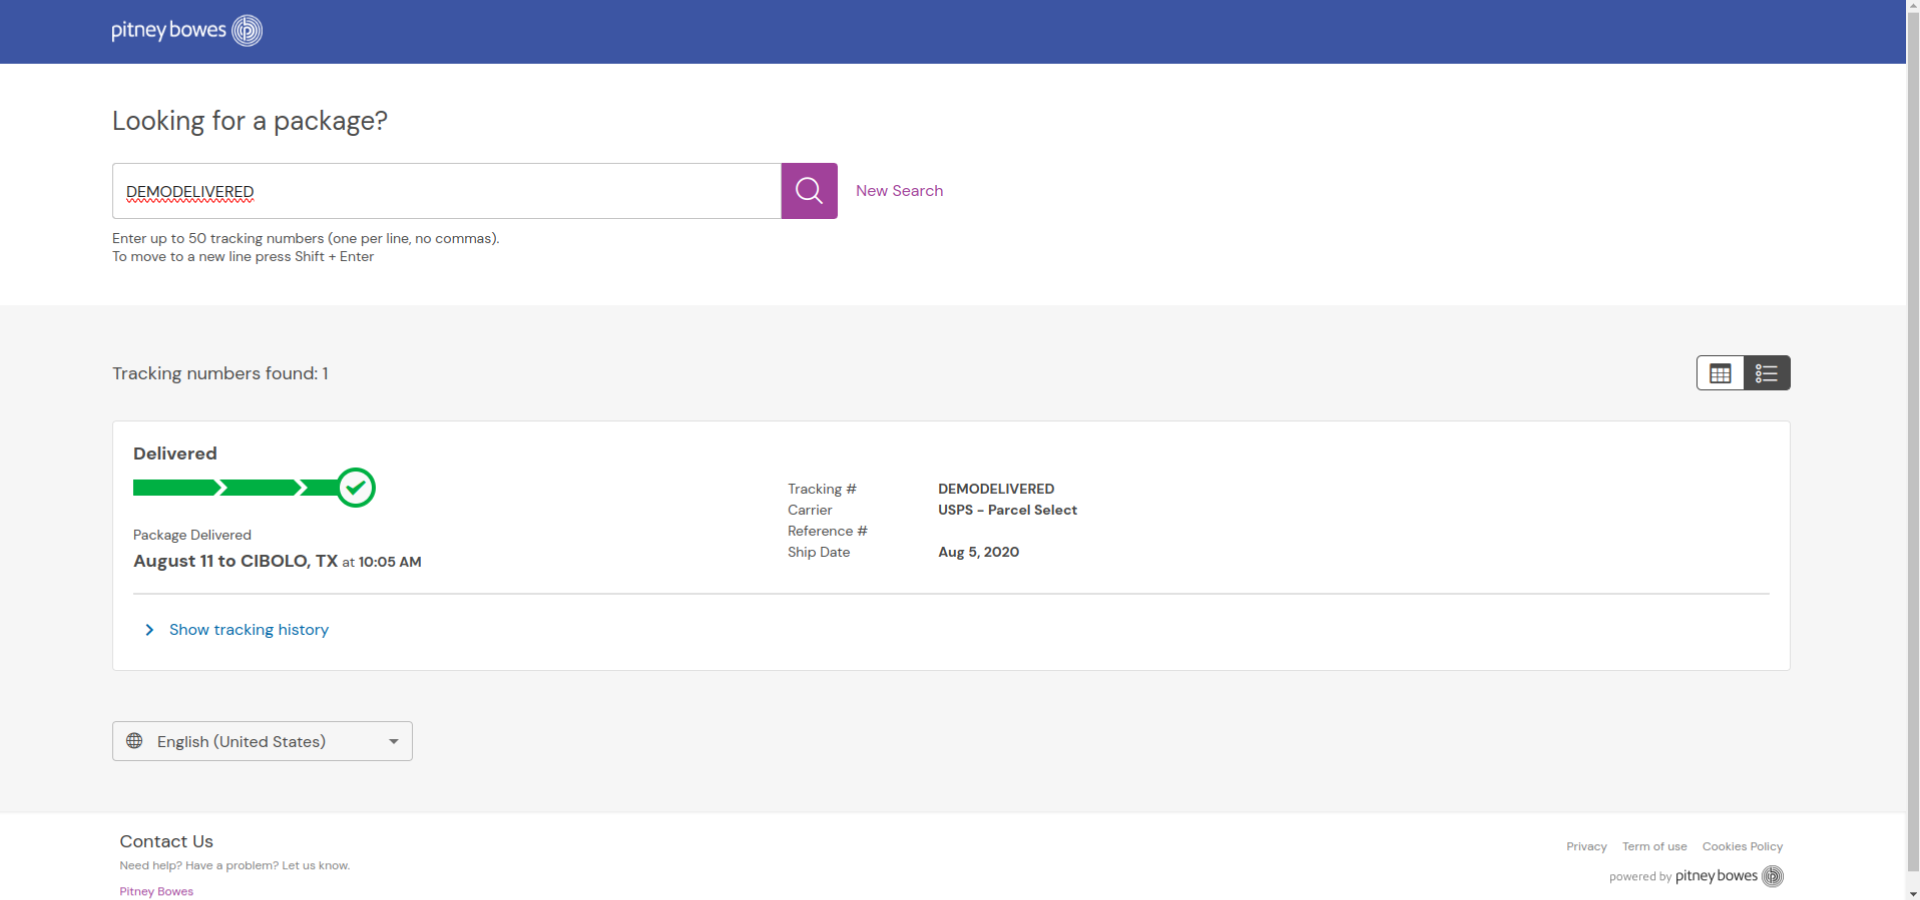 pitney bowes
Looking for a package?
DEMODELIVERED
New Search
Enter up to 50 tracking numbers (one per line, no commas).
To move to a new line press Shift + Enter
Tracking numbers found: 1
Delivered
Package Delivered
August 11 to CIBOLO, TX at 10:05 AM
Tracking # DEMODELIVERED
Carrier USPS - Parcel Select
Reference #
Ship Date Aug 5, 2020
Show tracking history
English (United States)
Contact Us
Need help? Have a problem? Let us know.
Pitney Bowes
Privacy Term of use Cookies Policy
powered by pitney bowes